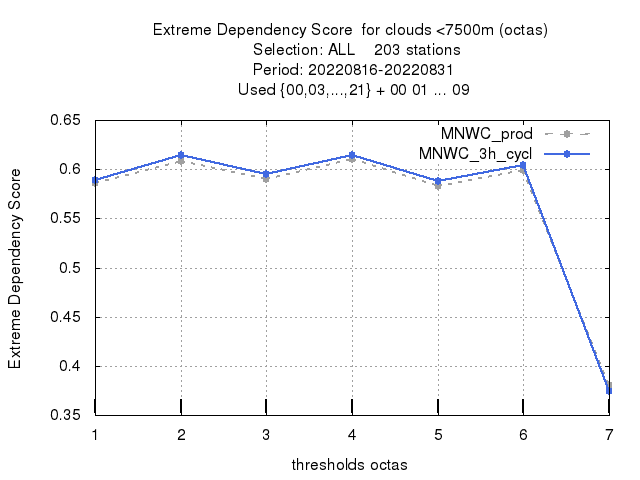 Extreme Dependency Score  for clouds <7500m (octas)
Selection: ALL    203 stations
Period: 20220816-20220831
Used {00,03,...,21} + 00 01 ... 09
MNWC_prod
MNWC_3h_cycl
Extreme Dependency Score
0.65
0.6
0.55
0.5
0.45
0.4
0.35
1 2 3 4 5 6 7
thresholds octas